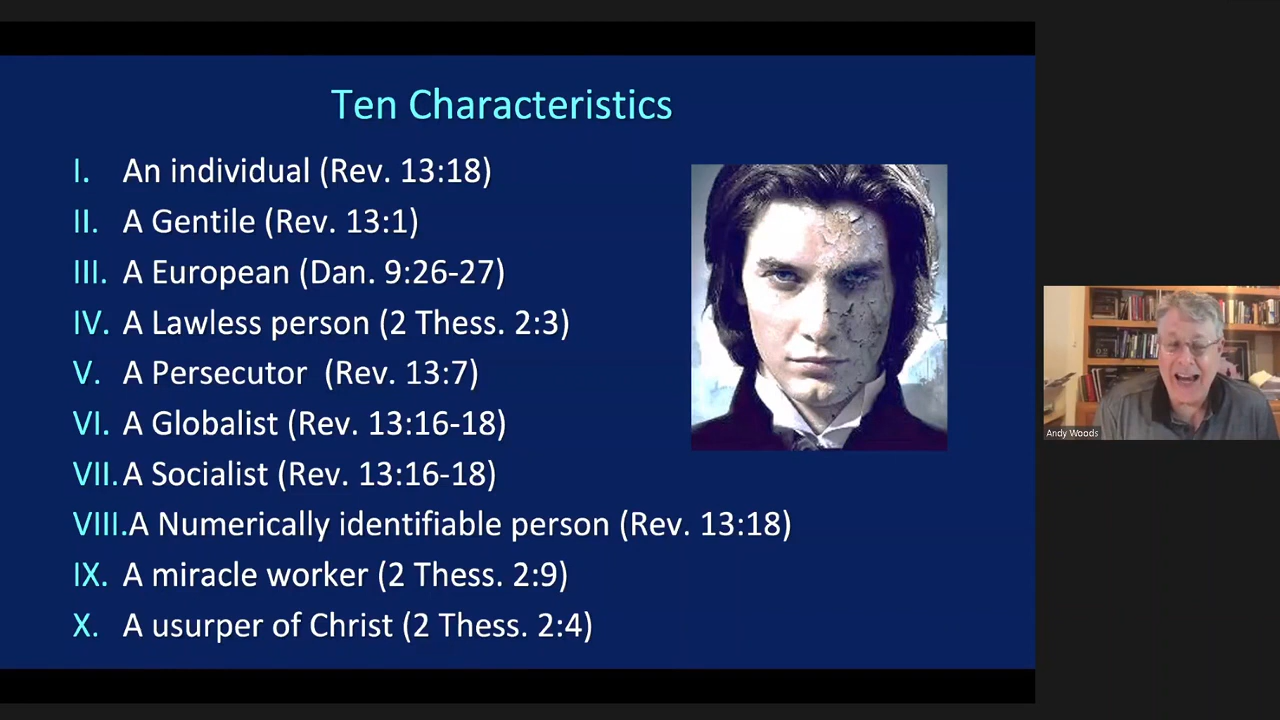 Ten Characteristics
I. An individual (Rev. 13:18)
II. A Gentile (Rev. 13:1)
III. A European (Dan. 9:26-27)
IV. A Lawless person (2 Thess. 2:3)
V. A Persecutor (Rev. 13:7)
VI. A Globalist (Rev. 13:16-18)
VII. A Socialist (Rev. 13:16-18)
VIII. A Numerically identifiable person (Rev. 13:18)
IX. A miracle worker (2 Thess. 2:9)
X. A usurper of Christ (2 Thess. 2:4)
Andy Woods